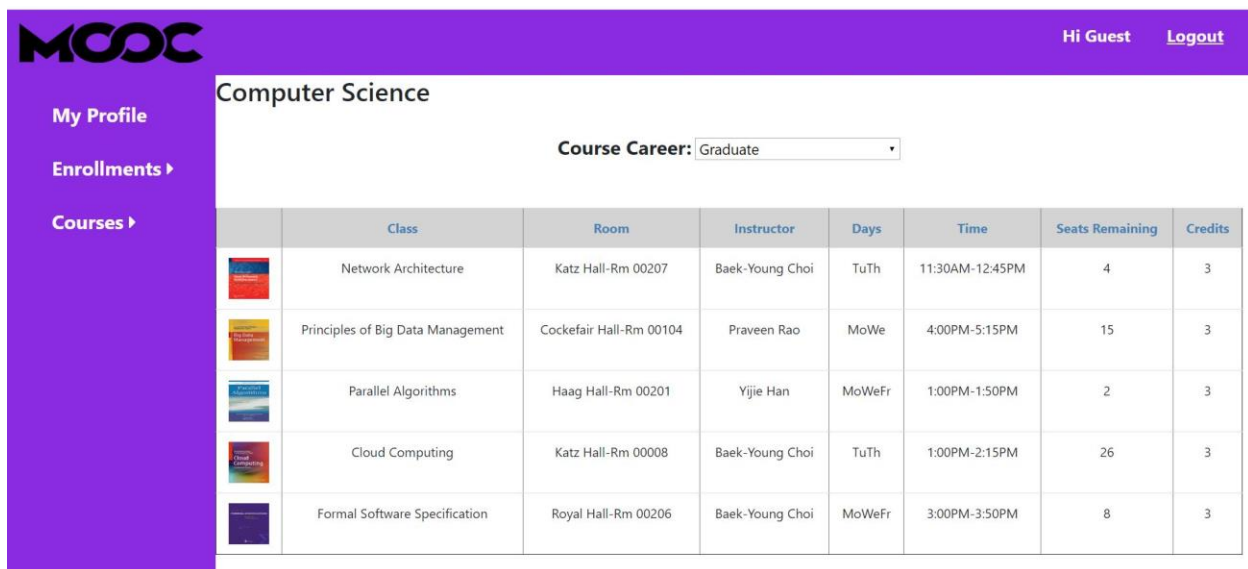 MOOC
Hi Guest Logout
My Profile
Enrollments
Courses
Computer Science
Course Career: Graduate
Class Room Instructor Days Time Seats Remaining Credits
Network Architecture Katz Hall-Rm 00207 Baek-Young Choi TuTh 11:30AM-12:45PM 4 3
Principles of Big Data Management Cockefair Hall-Rm 00104 Praveen Rao MoWe 4:00PM-5:15PM 15 3
Parallel Algorithms Haag Hall-Rm 00201 Yijie Han MoWeFr 1:00PM-1:50PM 2 3
Cloud Computing Katz Hall-Rm 00008 Baek-Young Choi TuTh 1:00PM-2:15PM 26 3
Formal Software Specification Royal Hall-Rm 00206 Baek-Young Choi MoWeFr 3:00PM-3:50PM 8 3